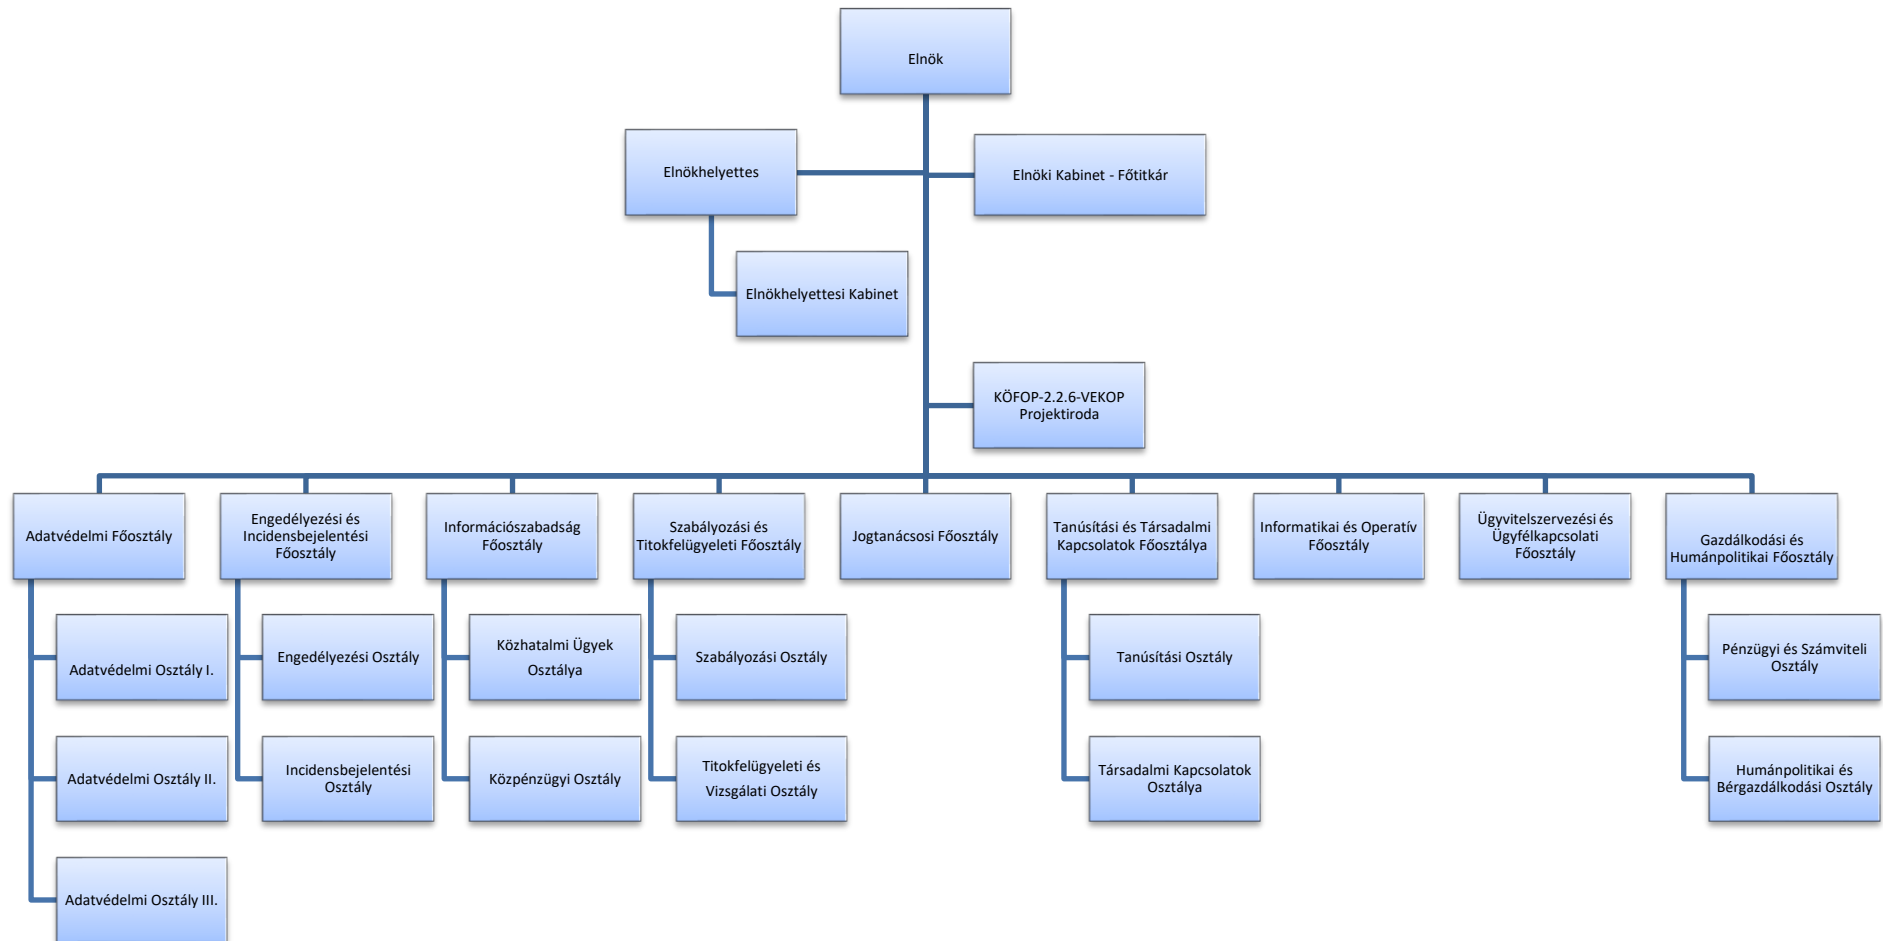 Elnök
Elnökhelyettes
Elnöki Kabinet - Főtitkár
Elnökhelyettesi Kabinet
KÖFOP-2.2.6-VEKOP
Projektiroda
Adatvédelmi Főosztály
Engedélyezési és
Incidensbejelentési
Főosztály
Információszabadság
Főosztály
Szabályozási és
Titokfelügyeleti Főosztály
Jogtanácsosi Főosztály
Tanúsítási és Társadalmi
Kapcsolatok Főosztálya
Informatikai és Operatív
Főosztály
Ügyvitelszervezési és
Ügyfélkapcsolati
Főosztály
Gazdálkodási és
Humánpolitikai Főosztály
Adatvédelmi Osztály I.
Engedélyezési Osztály
Közhatalmi Ügyek
Osztálya
Szabályozási Osztály
Tanúsítási Osztály
Pénzügyi és Számviteli
Osztály
Adatvédelmi Osztály II.
Incidensbejelentési
Osztály
Közpénzügyi Osztály
Titokfelügyeleti és
Vizsgálati Osztály
Társadalmi Kapcsolatok
Osztálya
Humánpolitikai és
Bérgazdálkodási Osztály
Adatvédelmi Osztály III.